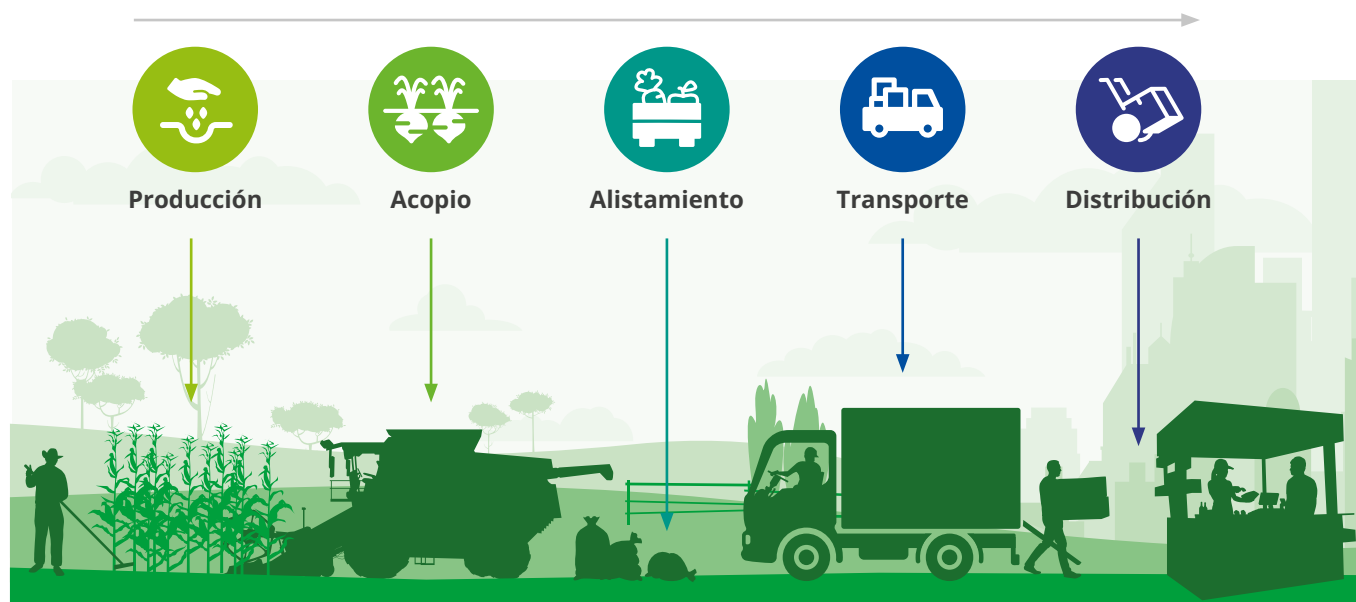 Producción
Acopio
Alistamiento
Transporte
Distribución